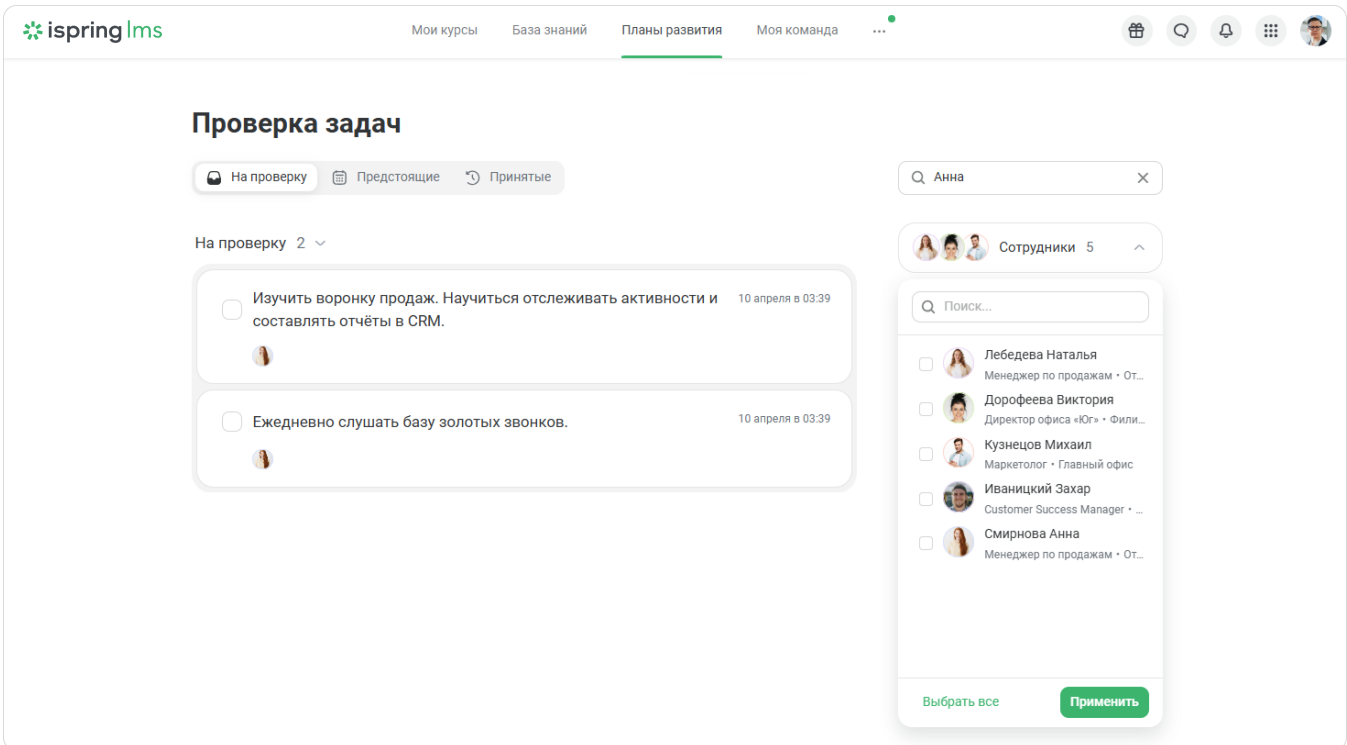 ispring lms
Мои курсы
База знаний
Планы развития
Моя команда
...
Проверка задач
На проверку
Предстоящие
Принятые
Анна
На проверку 2
Изучить воронку продаж. Научиться отслеживать активности и
составлять отчёты в CRM.
10 апреля в 03:39
Ежедневно слушать базу золотых звонков.
10 апреля в 03:39
Сотрудники 5
Поиск...
Лебедева Наталья
Менеджер по продажам • От...
Дорофеева Виктория
Директор офиса «Юг» • Фили...
Кузнецов Михаил
Маркетолог • Главный офис
Иваницкий Захар
Customer Success Manager • ...
Смирнова Анна
Менеджер по продажам • От...
Выбрать все
Применить